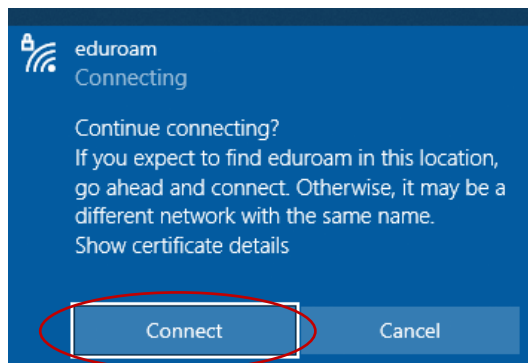 eduroam
Connecting
Continue connecting?
If you expect to find eduroam in this location,
go ahead and connect. Otherwise, it may be a
different network with the same name.
Show certificate details
Connect Cancel